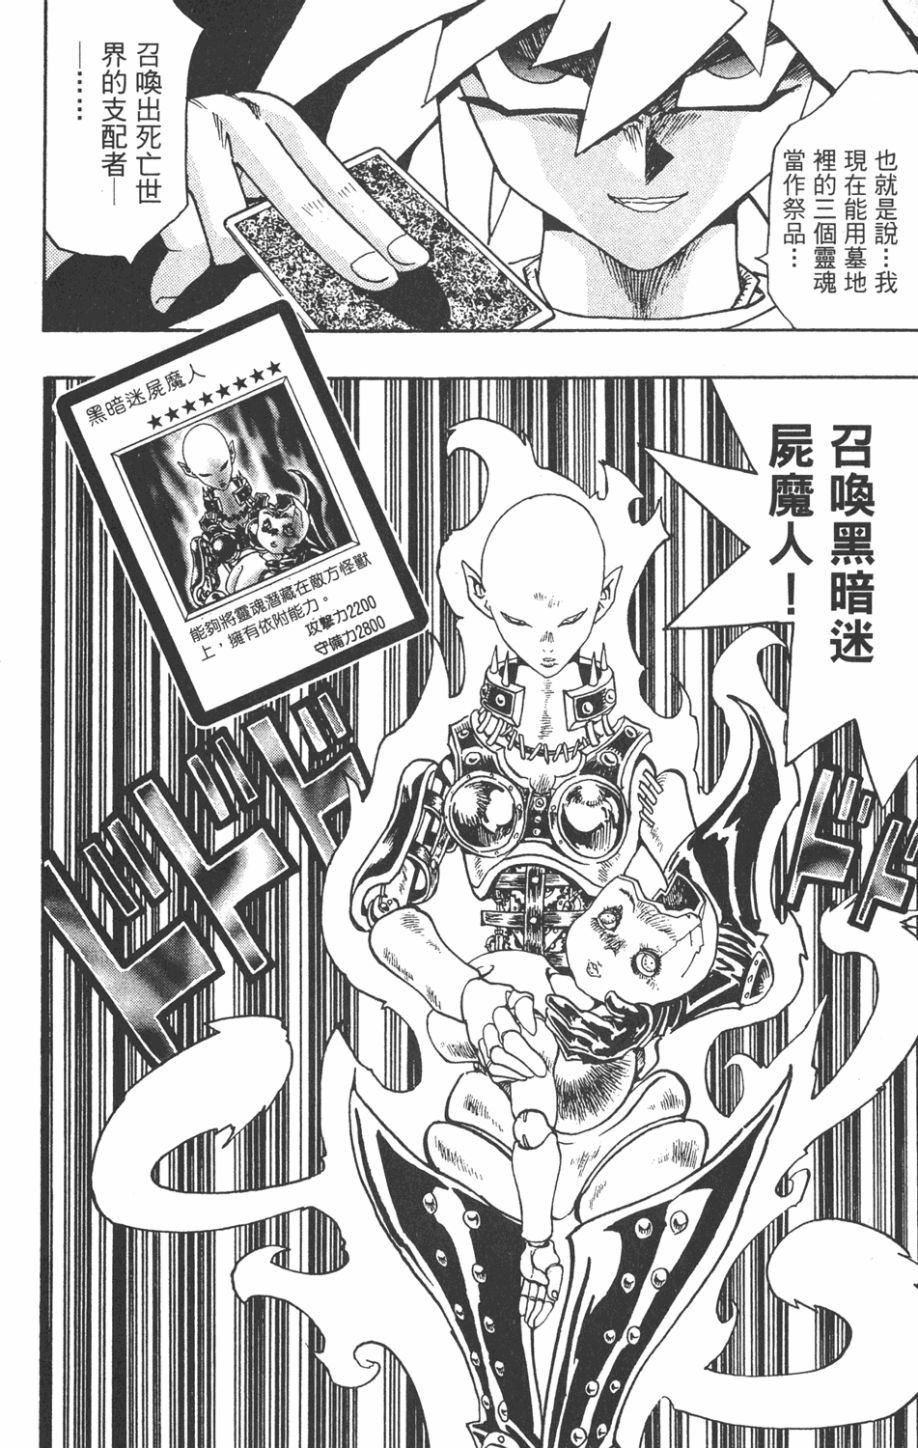 也就是說…我
現在能用墓地
裡的三個靈魂
當作祭品…
召喚出死亡世
界的支配者—
—……
召喚黑暗迷
屍魔人！
黑暗迷屍魔人
★★★★★★★★
能夠將靈魂潛藏在敵方怪獸
上，擁有依附能力。
攻擊力2200
守備力2800
ドドド
ドド